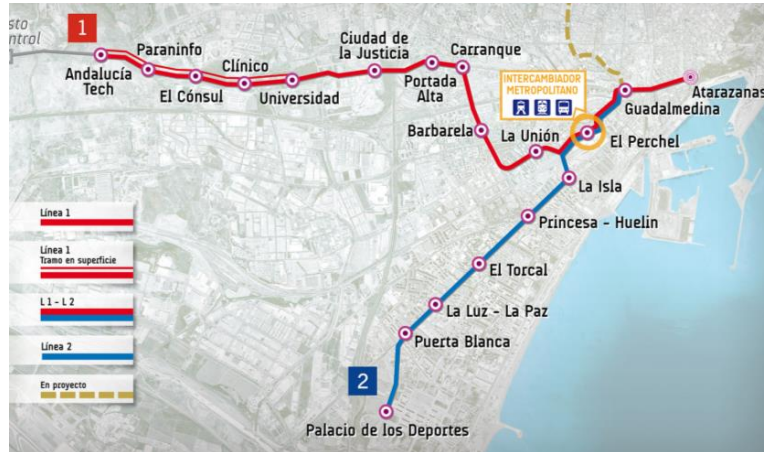 1
Andalucía
Tech
Paraninfo
El Cónsul
Clínico
Universidad
Ciudad de
la Justicia
Portada
Alta
Carranque
Barbarela
La Unión
INTERCAMBIADOR
METROPOLITANO
El Perchel
Guadalmedina
Atarazanas
La Isla
Princesa - Huelin
El Torcal
La Luz - La Paz
Puerta Blanca
2
Palacio de los Deportes
Línea 1
Línea 1
Tramo en superficie
L 1 - L 2
Línea 2
En proyecto